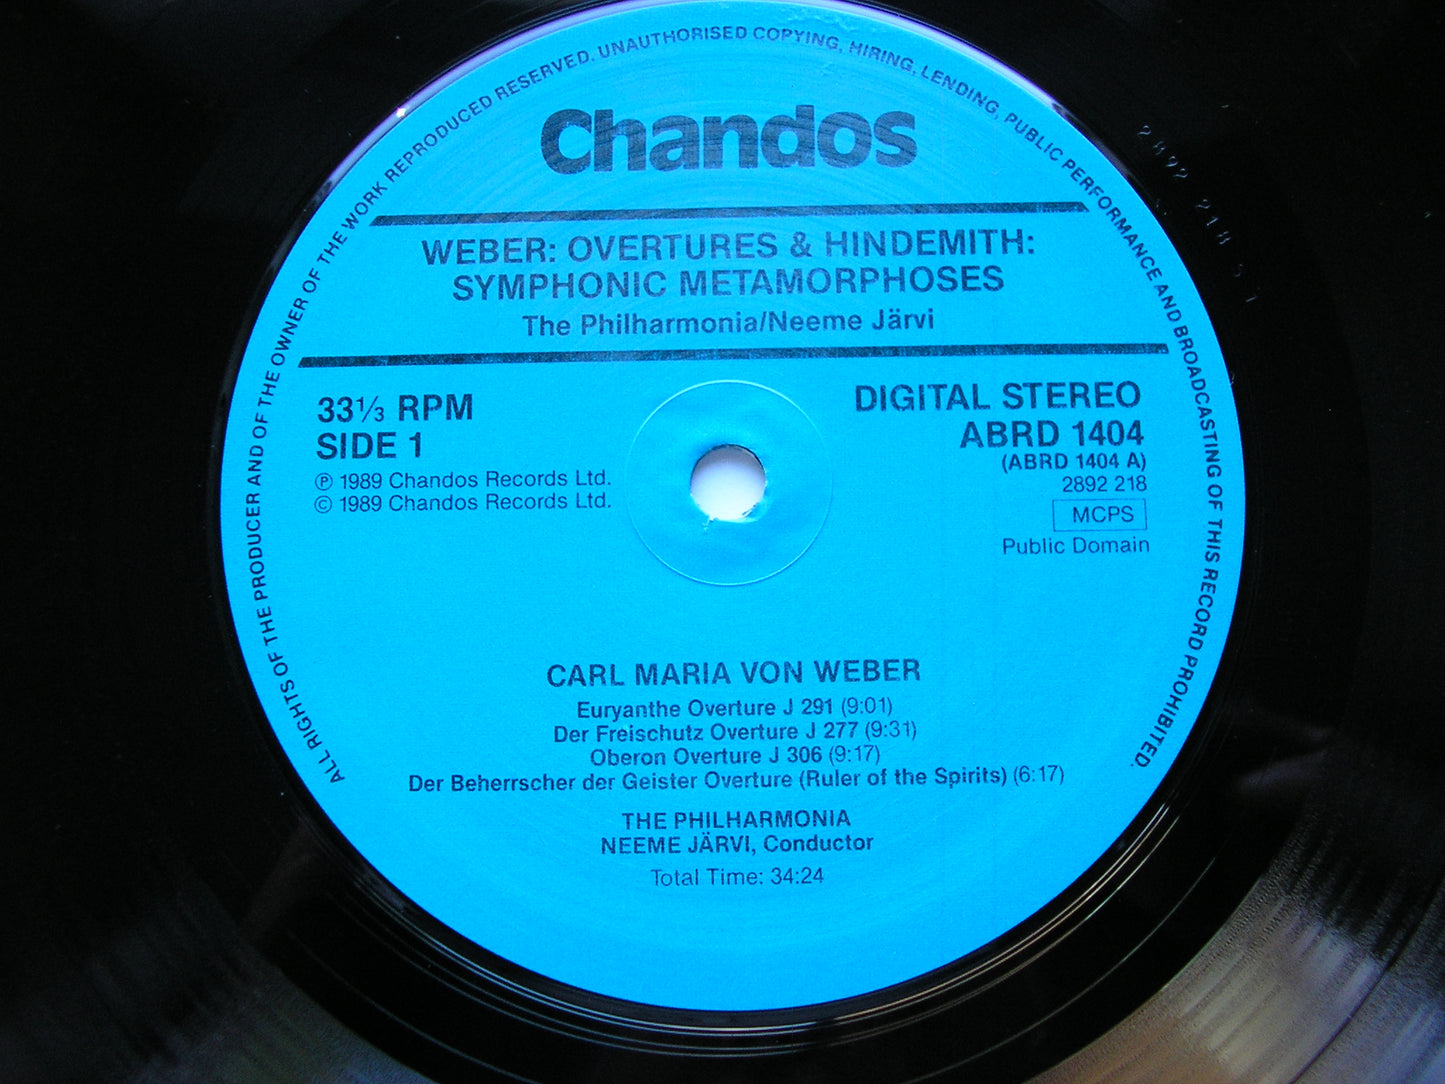 ALL RIGHTS OF THE PRODUCER AND OF THE OWNER OF THE WORK REPRODUCED RESERVED. UNAUTHORISED COPYING, HIRING, LENDING, PUBLIC PERFORMANCE AND BROADCASTING OF THIS RECORD PROHIBITED.
Chandos
WEBER: OVERTURES & HINDEMITH:
SYMPHONIC METAMORPHOSES
The Philharmonia/Neeme Järvi
33⅓ RPM
SIDE 1
℗ 1989 Chandos Records Ltd.
© 1989 Chandos Records Ltd.
DIGITAL STEREO
ABRD 1404
(ABRD 1404 A)
2892 218
MCPS
Public Domain
CARL MARIA VON WEBER
Euryanthe Overture J 291 (9:01)
Der Freischutz Overture J 277 (9:31)
Oberon Overture J 306 (9:17)
Der Beherrscher der Geister Overture (Ruler of the Spirits) (6:17)
THE PHILHARMONIA
NEEME JÄRVI, Conductor
Total Time: 34:24
2892 218